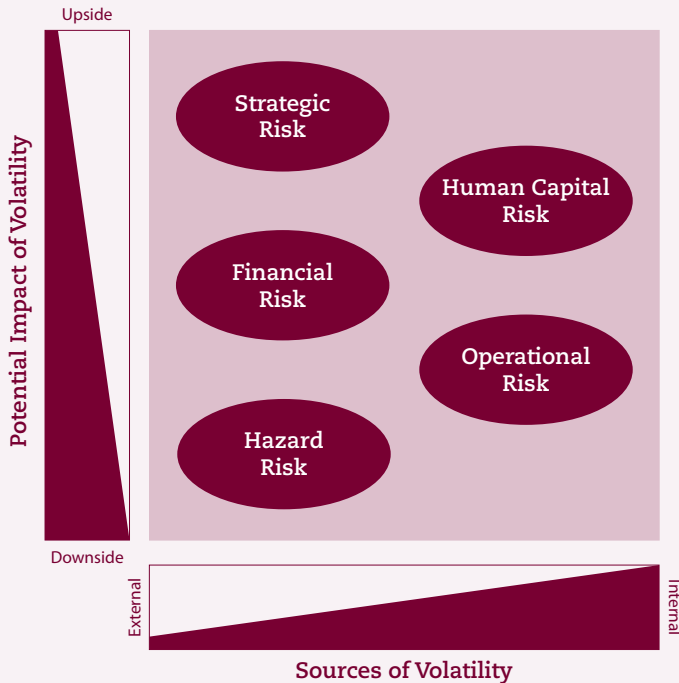 Upside
Potential Impact of Volatility
Strategic
Risk
Human Capital
Risk
Financial
Risk
Operational
Risk
Hazard
Risk
Downside
External
Internal
Sources of Volatility